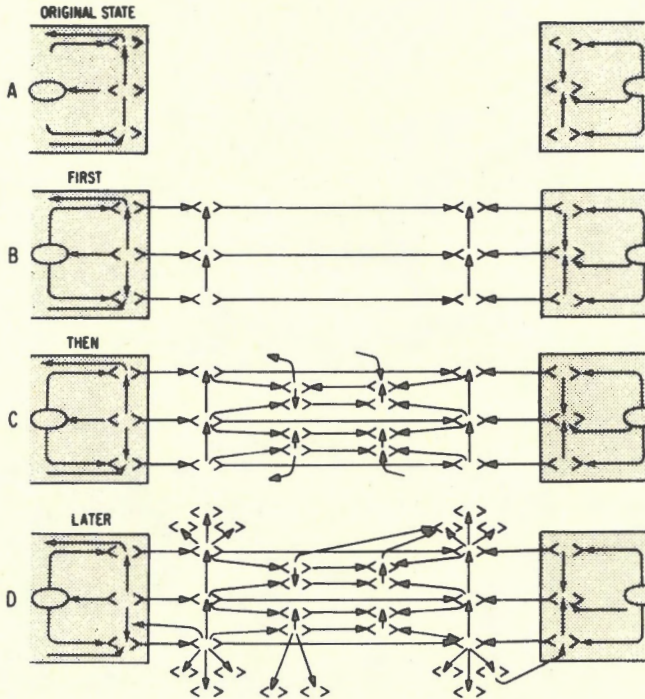 ORIGINAL STATE
A
FIRST
B
THEN
C
LATER
D